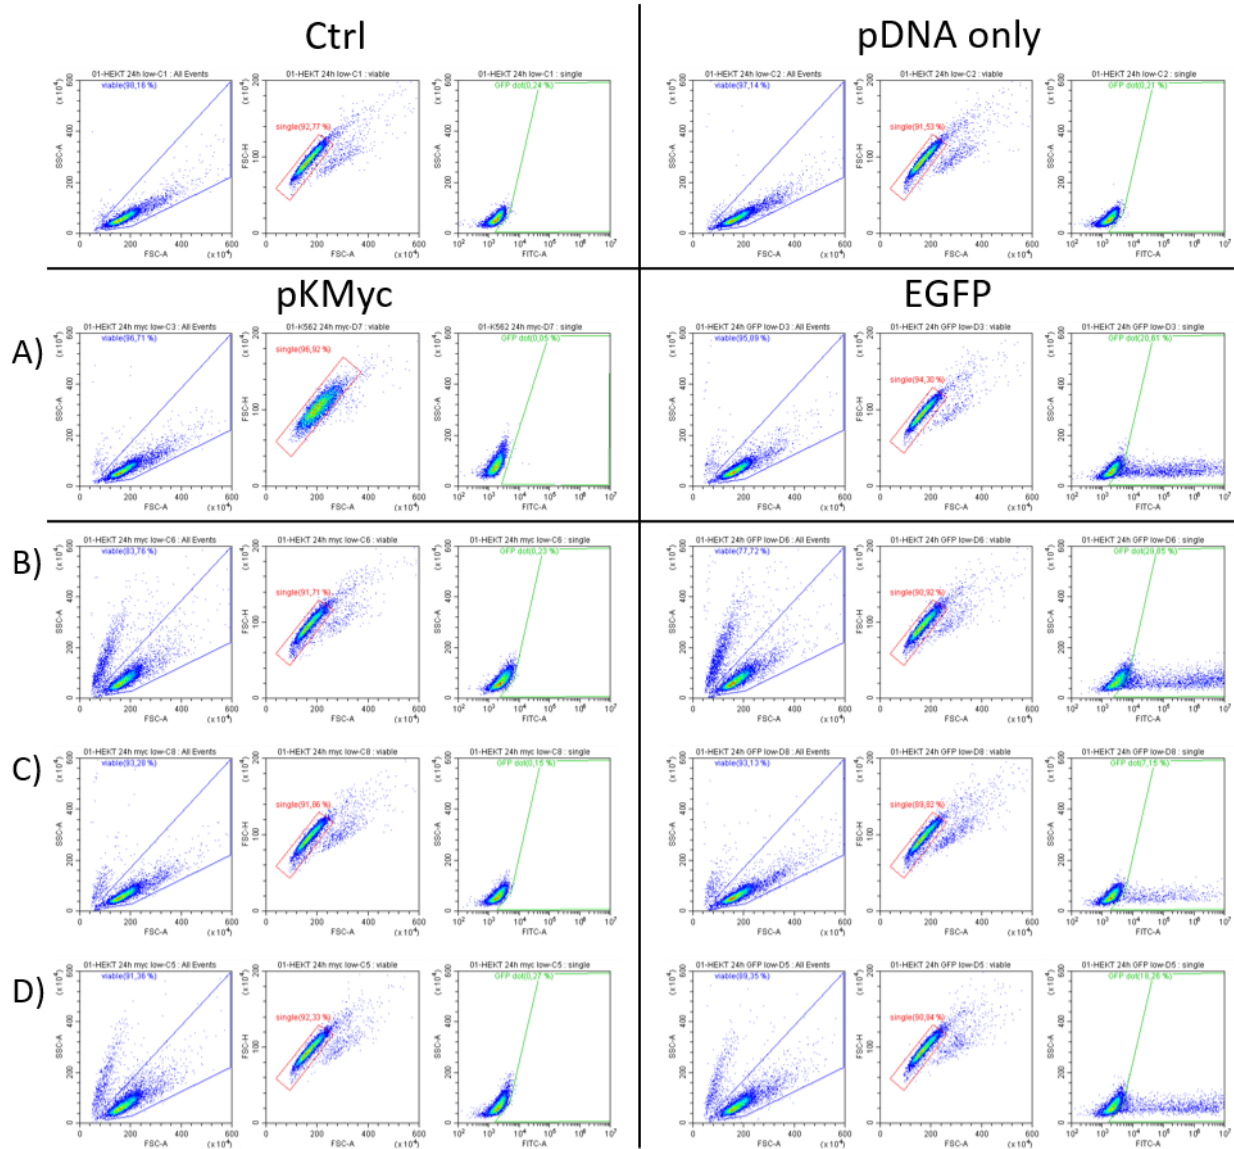 Ctrl
pDNA only
01-HEKT 24h low-C1 : All Events
01-HEKT 24h low-C1 : viable
01-HEKT 24h low-C1 : single
01-HEKT 24h low-C2 : All Events
01-HEKT 24h low-C2 : viable
01-HEKT 24h low-C2 : single
viable(98,16 %)
single(92,77 %)
GFP dot(0,24 %)
viable(97,14 %)
single(91,53 %)
GFP dot(0,21 %)
pKMyc
EGFP
A)
01-HEKT 24h myc low-C3 : All Events
01-K562 24h myc-D7 : viable
01-K562 24h myc-D7 : single
01-HEKT 24h GFP low-D3 : All Events
01-HEKT 24h GFP low-D3 : viable
01-HEKT 24h GFP low-D3 : single
viable(96,71 %)
single(96,92 %)
GFP dot(0,05 %)
viable(95,89 %)
single(94,30 %)
GFP dot(20,61 %)
B)
01-HEKT 24h myc low-C6 : All Events
01-HEKT 24h myc low-C6 : viable
01-HEKT 24h myc low-C6 : single
01-HEKT 24h GFP low-D6 : All Events
01-HEKT 24h GFP low-D6 : viable
01-HEKT 24h GFP low-D6 : single
viable(83,76 %)
single(91,71 %)
GFP dot(0,23 %)
viable(77,72 %)
single(90,92 %)
GFP dot(29,85 %)
C)
01-HEKT 24h myc low-C8 : All Events
01-HEKT 24h myc low-C8 : viable
01-HEKT 24h myc low-C8 : single
01-HEKT 24h GFP low-D8 : All Events
01-HEKT 24h GFP low-D8 : viable
01-HEKT 24h GFP low-D8 : single
viable(93,28 %)
single(91,86 %)
GFP dot(0,15 %)
viable(93,13 %)
single(89,82 %)
GFP dot(7,15 %)
D)
01-HEKT 24h myc low-C5 : All Events
01-HEKT 24h myc low-C5 : viable
01-HEKT 24h myc low-C5 : single
01-HEKT 24h GFP low-D5 : All Events
01-HEKT 24h GFP low-D5 : viable
01-HEKT 24h GFP low-D5 : single
viable(91,36 %)
single(92,33 %)
GFP dot(0,27 %)
viable(89,35 %)
single(90,84 %)
GFP dot(18,26 %)
SSC-A
FSC-H
SSC-A
FSC-A
FSC-A
FITC-A